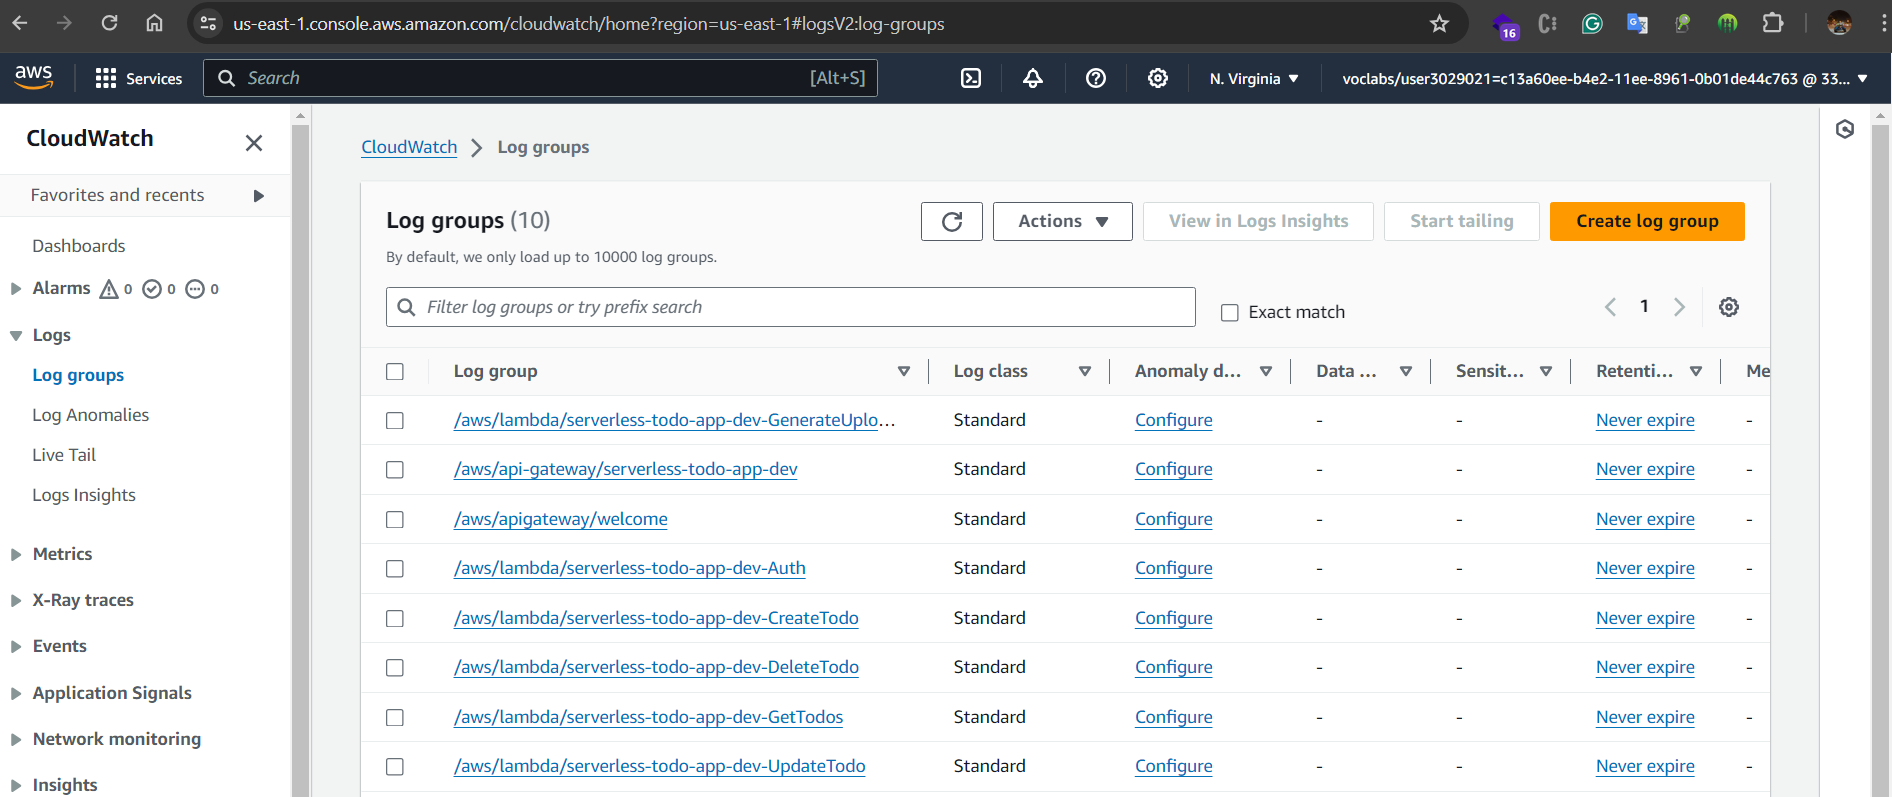 us-east-1.console.aws.amazon.com/cloudwatch/home?region=us-east-1#logsV2:log-groups
16
aws
Services
Search
[Alt+S]
N. Virginia
voclabs/user3029021=c13a60ee-b4e2-11ee-8961-0b01de44c763 @ 33...
CloudWatch
Favorites and recents
Dashboards
Alarms 0 0 0
Logs
Log groups
Log Anomalies
Live Tail
Logs Insights
Metrics
X-Ray traces
Events
Application Signals
Network monitoring
Insights
CloudWatch > Log groups
Log groups (10)
Actions
View in Logs Insights
Start tailing
Create log group
By default, we only load up to 10000 log groups.
Filter log groups or try prefix search
Exact match
1
Log group Log class Anomaly d... Data ... Sensit... Retenti... Me
/aws/lambda/serverless-todo-app-dev-GenerateUplo... Standard Configure - - Never expire -
/aws/api-gateway/serverless-todo-app-dev Standard Configure - - Never expire -
/aws/apigateway/welcome Standard Configure - - Never expire -
/aws/lambda/serverless-todo-app-dev-Auth Standard Configure - - Never expire -
/aws/lambda/serverless-todo-app-dev-CreateTodo Standard Configure - - Never expire -
/aws/lambda/serverless-todo-app-dev-DeleteTodo Standard Configure - - Never expire -
/aws/lambda/serverless-todo-app-dev-GetTodos Standard Configure - - Never expire -
/aws/lambda/serverless-todo-app-dev-UpdateTodo Standard Configure - - Never expire -